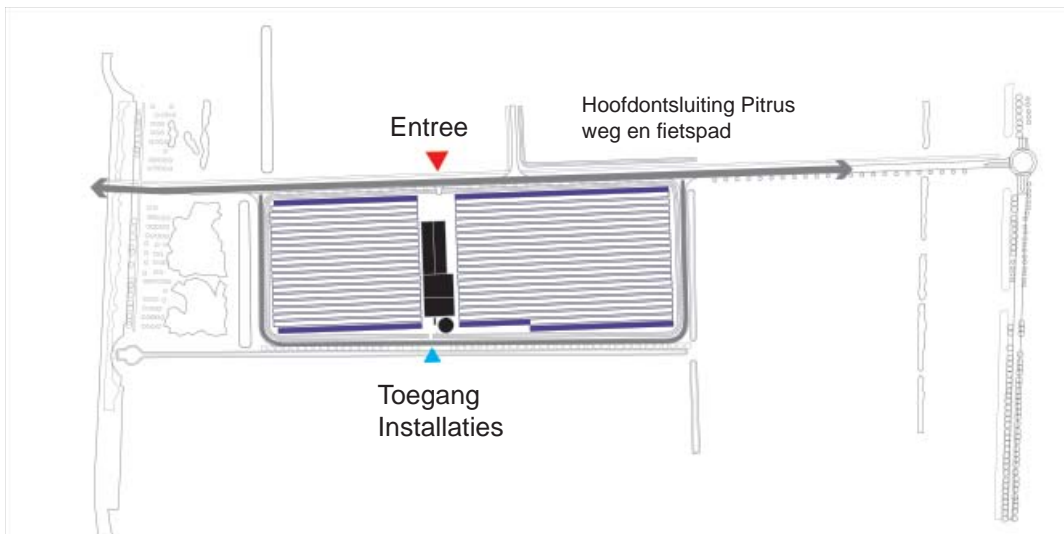 Hoofdontsluiting Pitrus
weg en fietspad
Entree
Toegang
Installaties